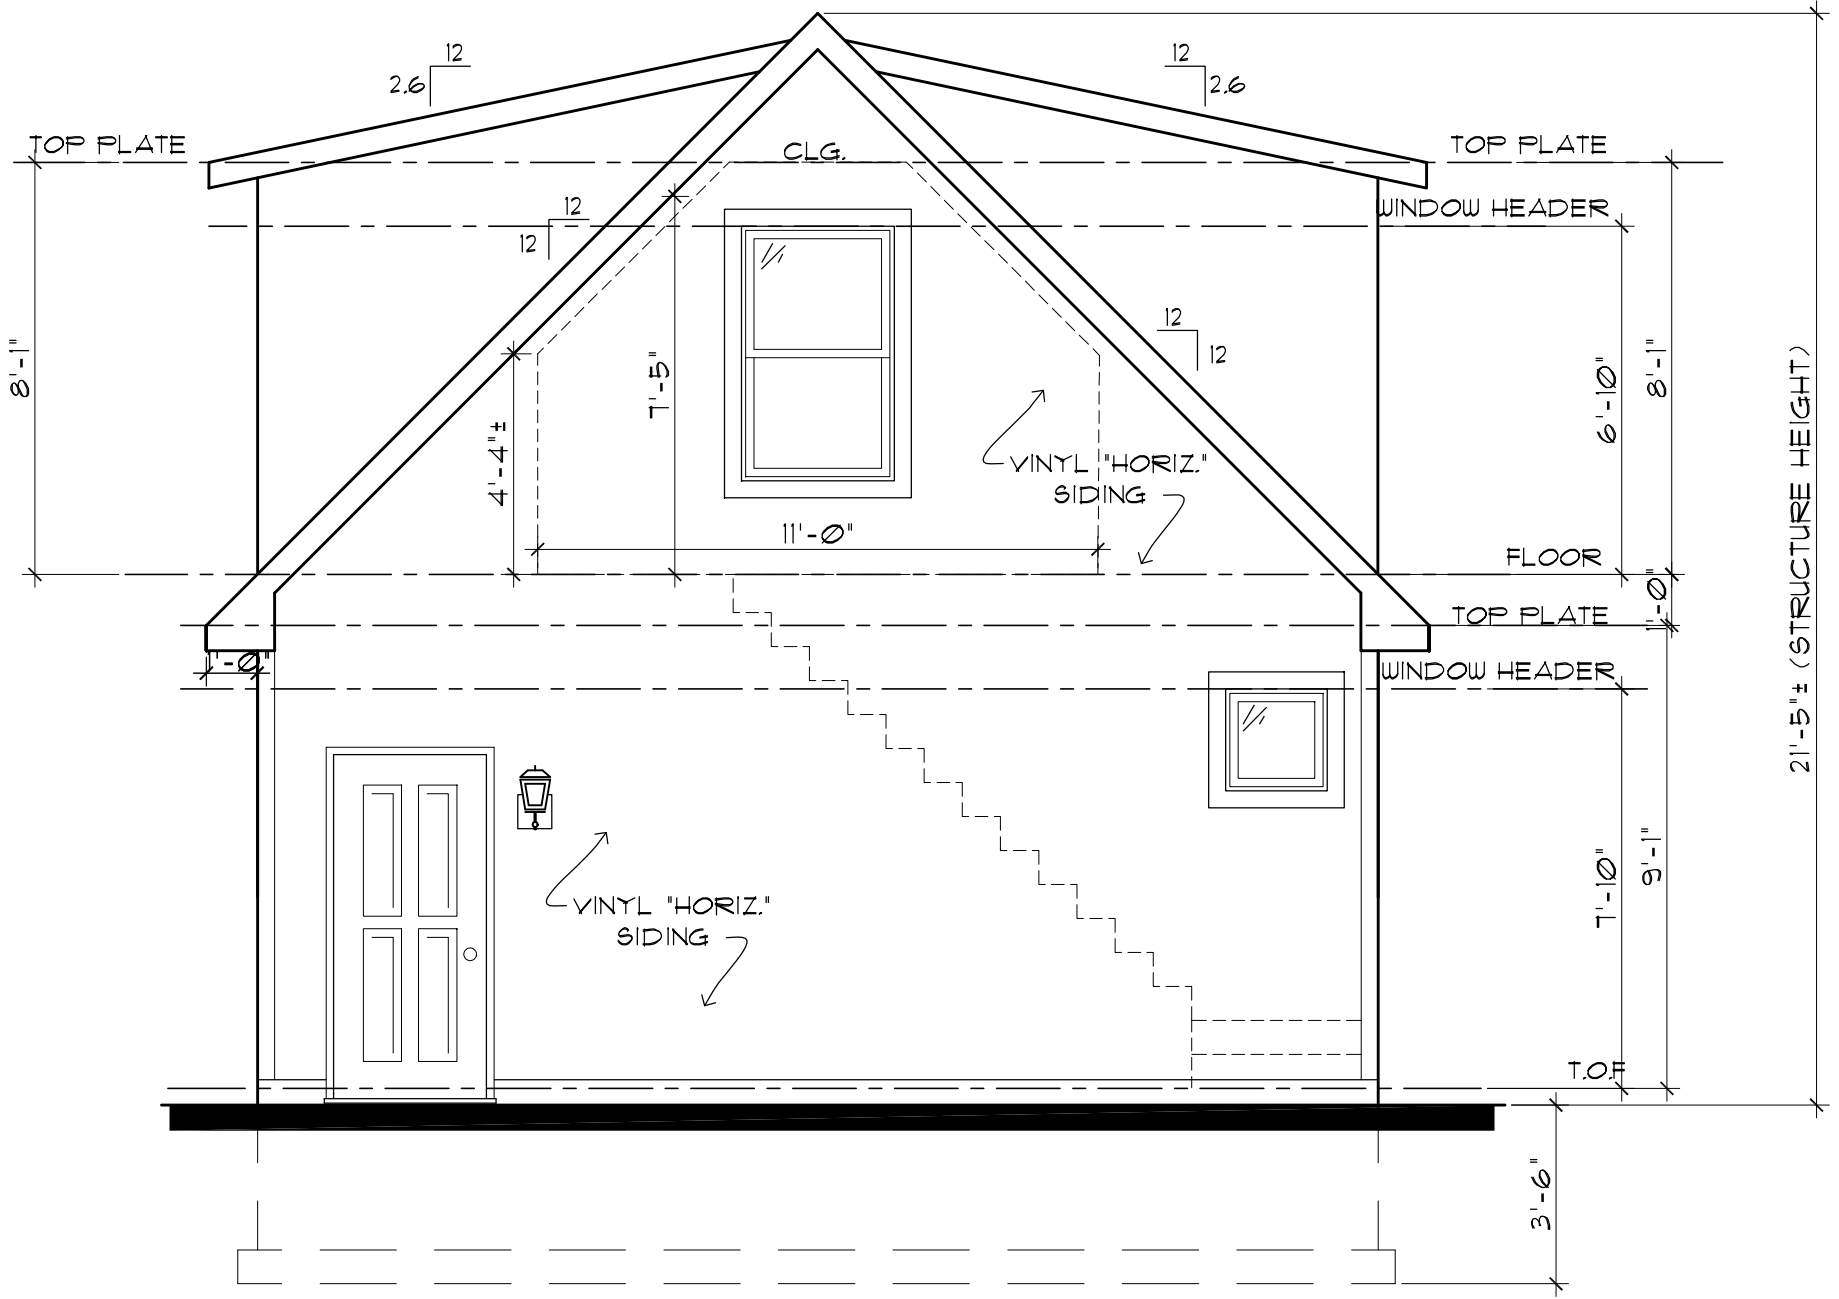 12
2.6
12
2.6
TOP PLATE
CLG.
TOP PLATE
12
12
WINDOW HEADER
12
12
8'-1"
7'-5"
4'-4"±
6'-10"
8'-1"
21'-5"± (STRUCTURE HEIGHT)
VINYL "HORIZ."
SIDING
11'-0"
FLOOR
1'-0"
TOP PLATE
1'-0"
WINDOW HEADER
7'-10"
9'-1"
VINYL "HORIZ."
SIDING
T.O.F
3'-6"